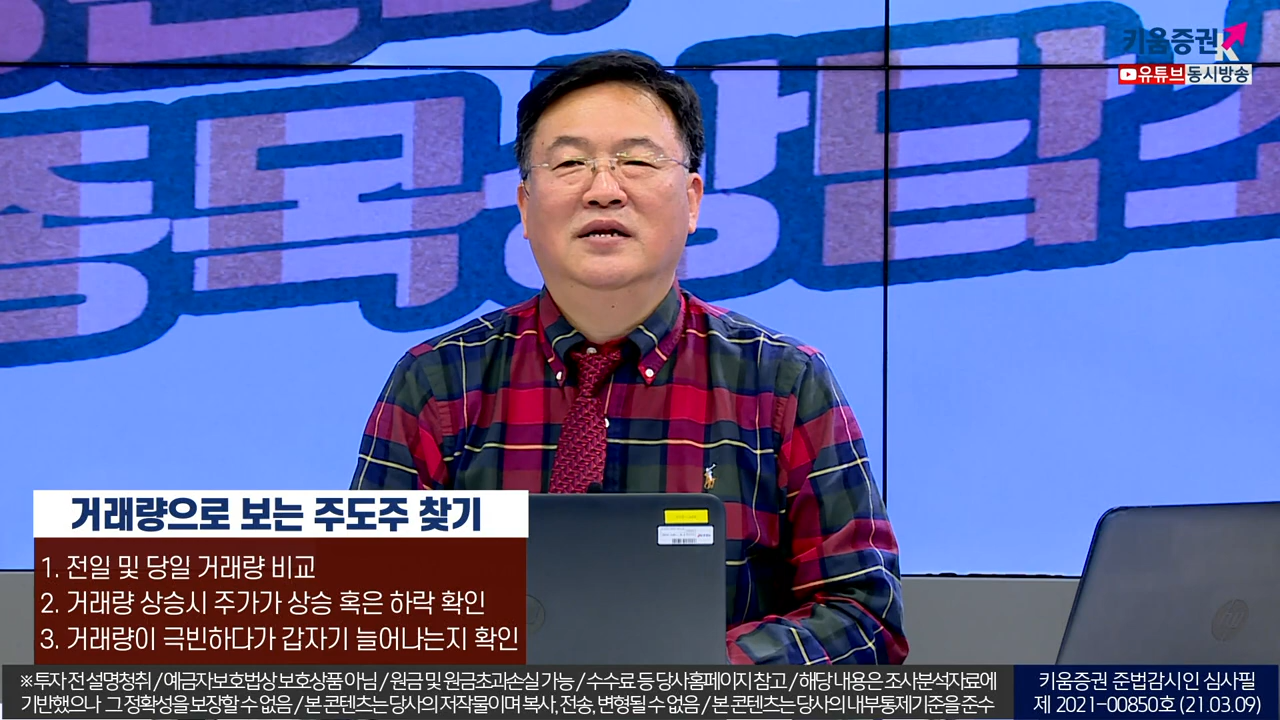 종목상담소
키움증권
유튜브동시방송
거래량으로 보는 주도주 찾기
1. 전일 및 당일 거래량 비교
2. 거래량 상승시 주가가 상승 혹은 하락 확인
3. 거래량이 극빈하다가 갑자기 늘어나는지 확인
※ 투자 전 설명청취 / 예금자보호법상 보호상품 아님 / 원금 및 원금초과손실 가능 / 수수료 등 당사홈페이지 참고 / 해당 내용은 조사분석자료에
기반했으나 그 정확성을 보장할 수 없음 / 본 콘텐츠는 당사의 저작물이며 복사, 전송, 변형될 수 없음 / 본 콘텐츠는 당사의 내부통제기준을 준수
키움증권 준법감시인 심사필
제 2021-00850호 (21.03.09)